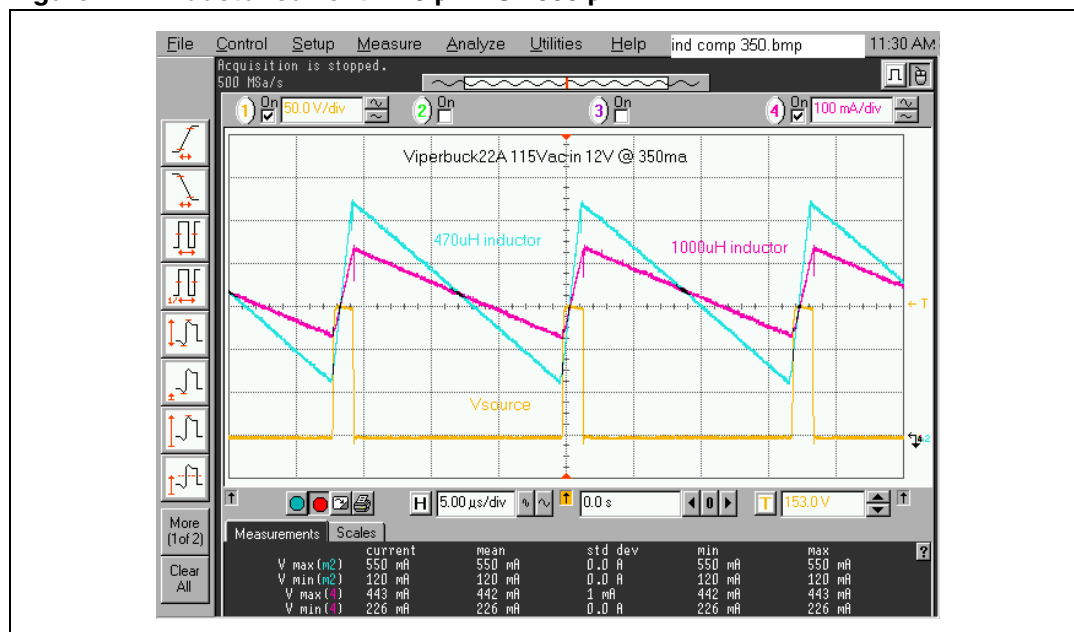 File Control Setup Measure Analyze Utilities Help ind comp 350.bmp 11:30 AM
Acquisition is stopped.
500 MSa/s
1 On 50.0 V/div 2 On 3 On 4 On 100 mA/div
Viperbuck22A 115Vac in 12V @ 350ma
470uH inductor
1000uH inductor
T
Vsource
H 5.00 µs/div 0.0 s 0 T 153.0 V
More
(1 of 2)
Clear
All
Measurements Scales
?
current mean std dev min max
V max(m2) 550 mA 550 mA 0.0 A 550 mA 550 mA
V min(m2) 120 mA 120 mA 0.0 A 120 mA 120 mA
V max(4) 443 mA 442 mA 1 mA 442 mA 443 mA
V min(4) 226 mA 226 mA 0.0 A 226 mA 226 mA